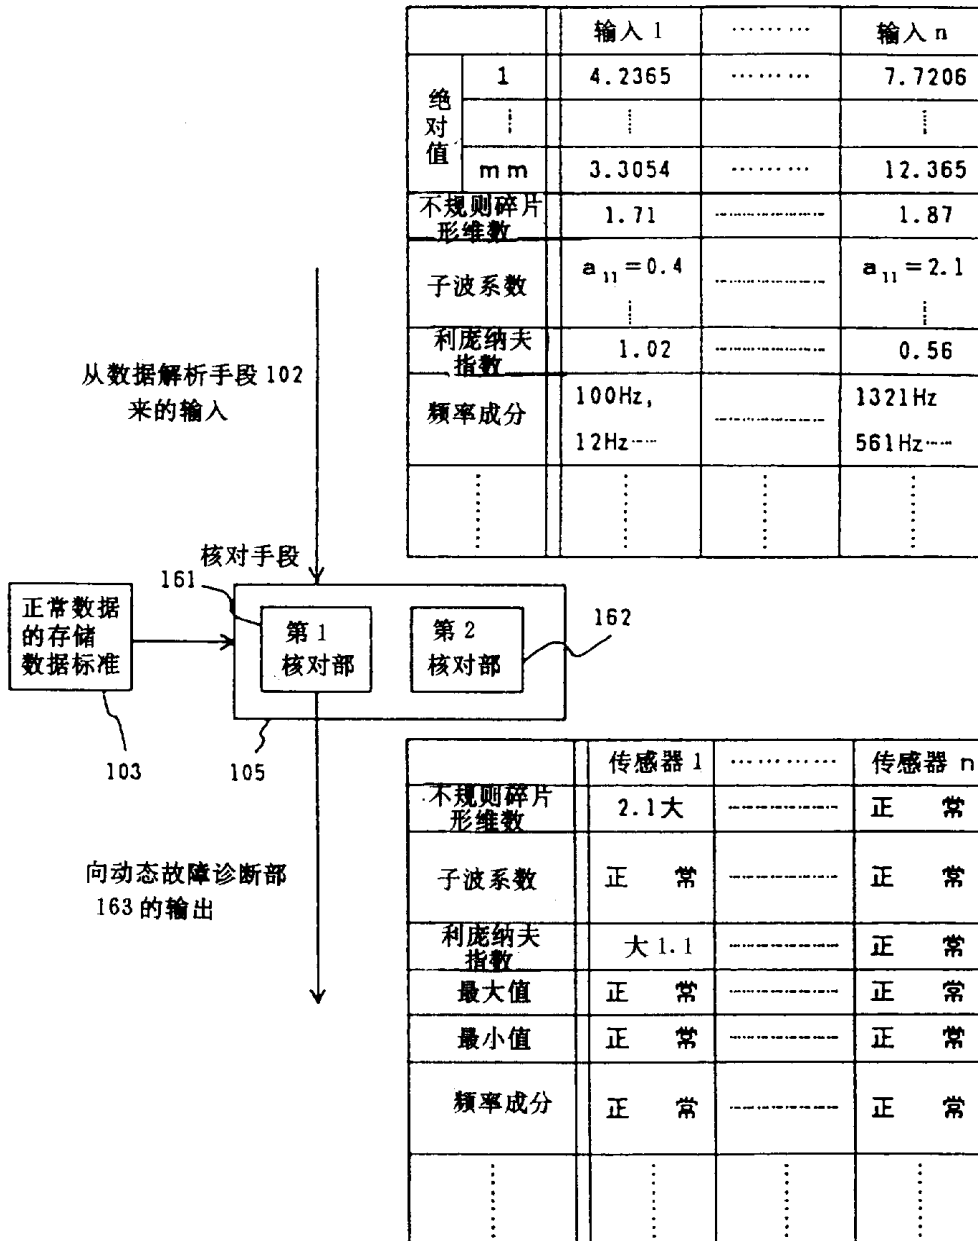 输入 1 ……… 输入 n
绝对值 1 4.2365 ……… 7.7206
mm 3.3054 ……… 12.365
不规则碎片形维数 1.71 ……… 1.87
子波系数 a₁₁=0.4 ……… a₁₁=2.1
利庞纳夫指数 1.02 ……… 0.56
频率成分 100Hz, ……… 1321Hz
12Hz…… 561Hz……
从数据解析手段 102
来的输入
核对手段
161
正常数据
的存储
数据标准
第 1
核对部
第 2
核对部
162
103
105
传感器 1 ………… 传感器 n
不规则碎片形维数 2.1大 ……… 正 常
子波系数 正 常 ……… 正 常
利庞纳夫指数 大 1.1 ……… 正 常
最大值 正 常 ……… 正 常
最小值 正 常 ……… 正 常
频率成分 正 常 ……… 正 常
向动态故障诊断部
163 的输出